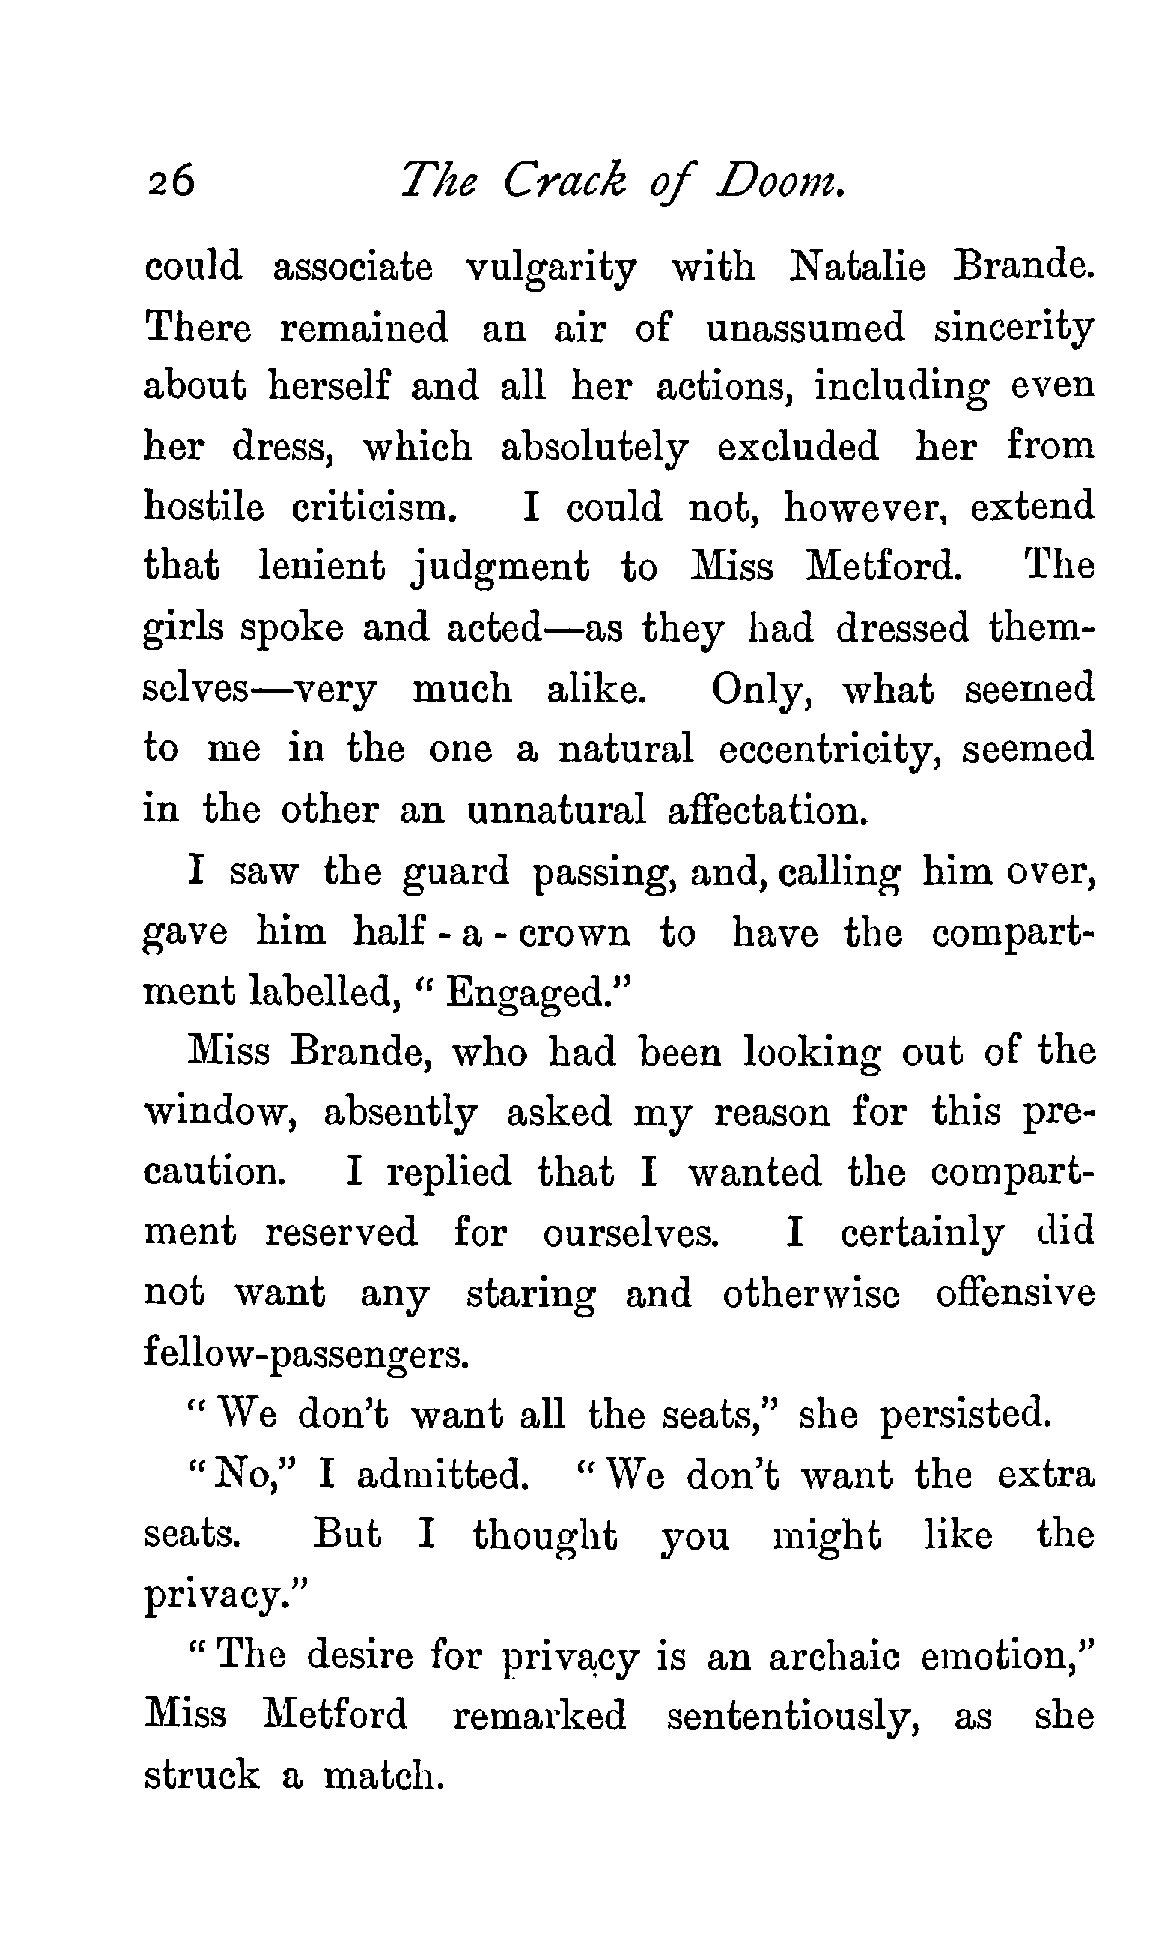 26 The Crack of Doom.
could associate vulgarity with Natalie Brande.
There remained an air of unassumed sincerity
about herself and all her actions, including even
her dress, which absolutely excluded her from
hostile criticism. I could not, however, extend
that lenient judgment to Miss Metford. The
girls spoke and acted—as they had dressed them-
selves—very much alike. Only, what seemed
to me in the one a natural eccentricity, seemed
in the other an unnatural affectation.
I saw the guard passing, and, calling him over,
gave him half-a-crown to have the compart-
ment labelled, "Engaged."
Miss Brande, who had been looking out of the
window, absently asked my reason for this pre-
caution. I replied that I wanted the compart-
ment reserved for ourselves. I certainly did
not want any staring and otherwise offensive
fellow-passengers.
"We don't want all the seats," she persisted.
"No," I admitted. "We don't want the extra
seats. But I thought you might like the
privacy."
"The desire for privacy is an archaic emotion,"
Miss Metford remarked sententiously, as she
struck a match.